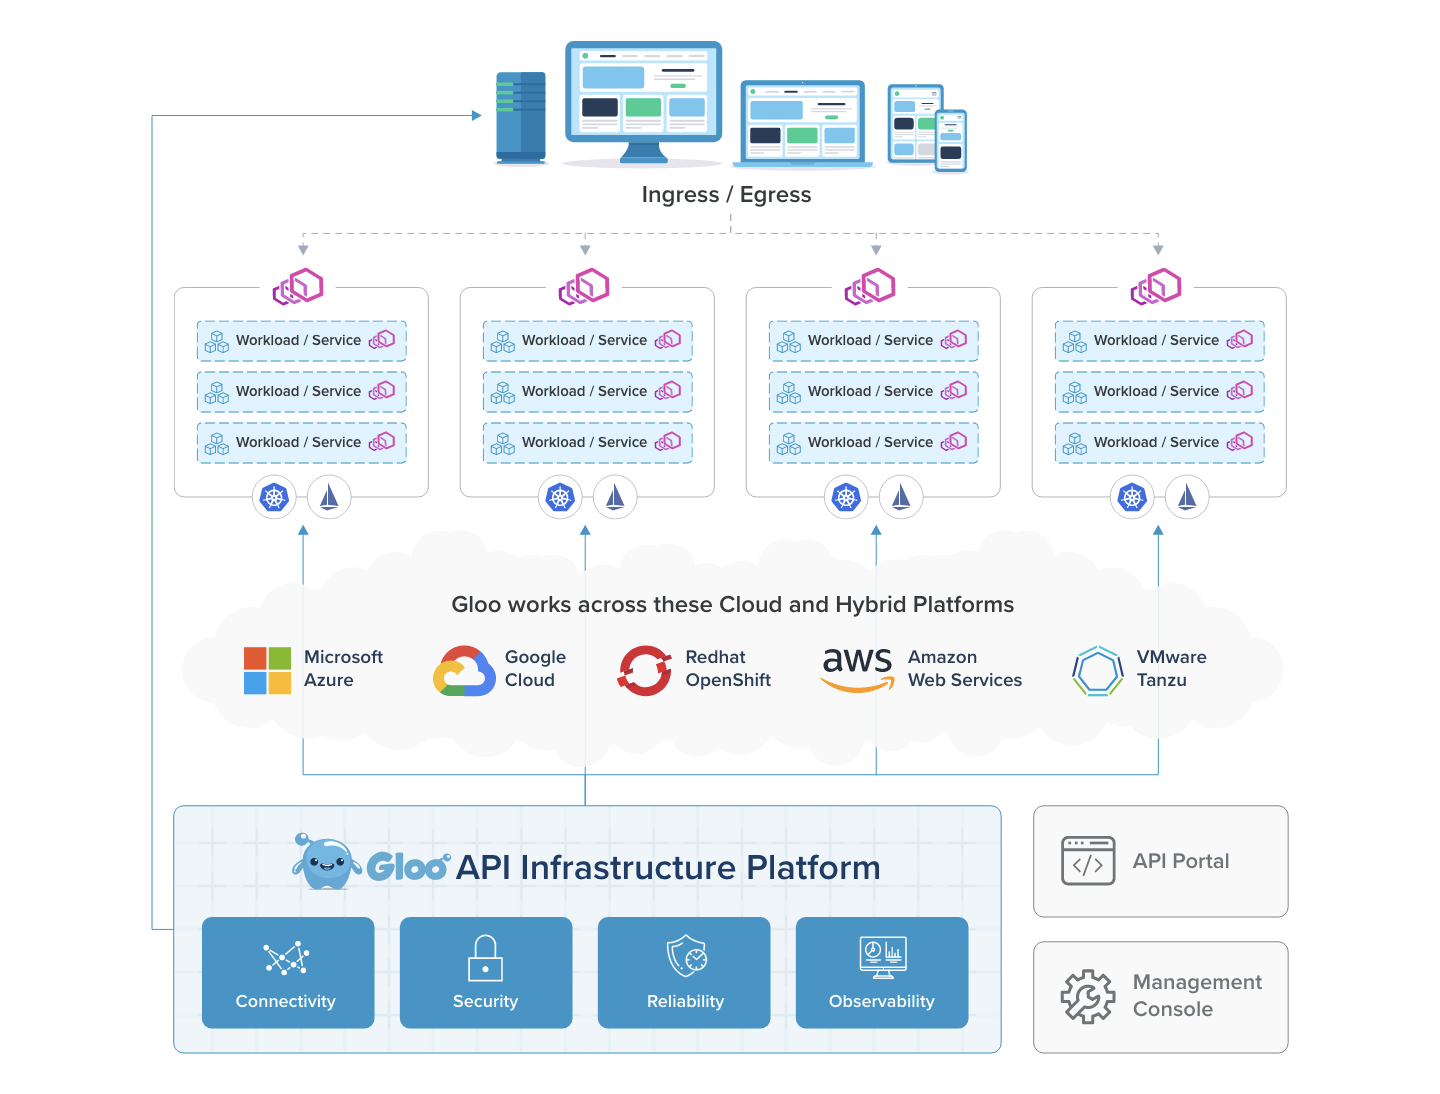 Ingress / Egress
Workload / Service
Workload / Service
Workload / Service
Workload / Service
Workload / Service
Workload / Service
Workload / Service
Workload / Service
Workload / Service
Workload / Service
Workload / Service
Workload / Service
Gloo works across these Cloud and Hybrid Platforms
Microsoft
Azure
Google
Cloud
Redhat
OpenShift
aws
Amazon
Web Services
VMware
Tanzu
Gloo API Infrastructure Platform
Connectivity
Security
Reliability
Observability
API Portal
Management
Console